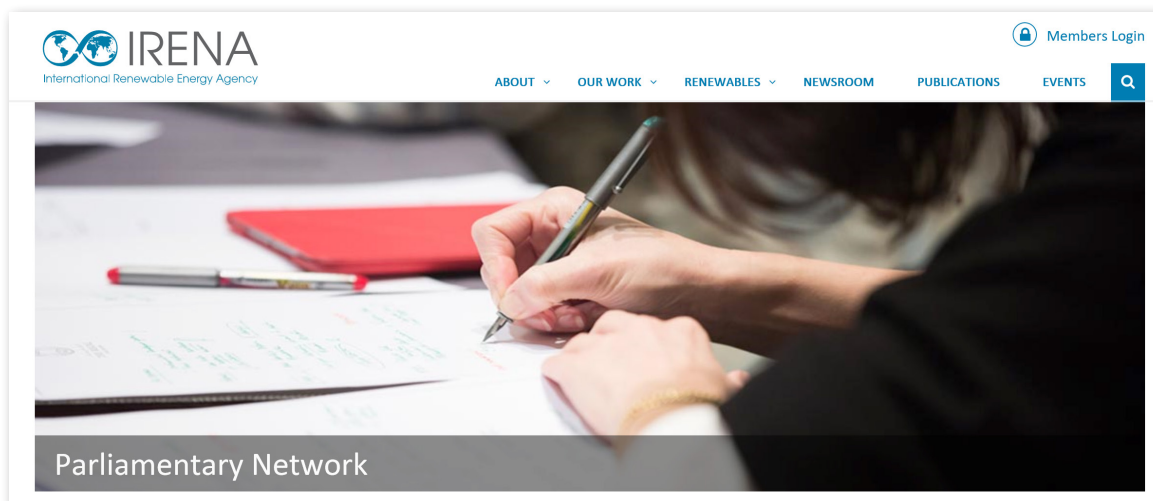 IRENA
International Renewable Energy Agency
Members Login
ABOUT
OUR WORK
RENEWABLES
NEWSROOM
PUBLICATIONS
EVENTS
Parliamentary Network